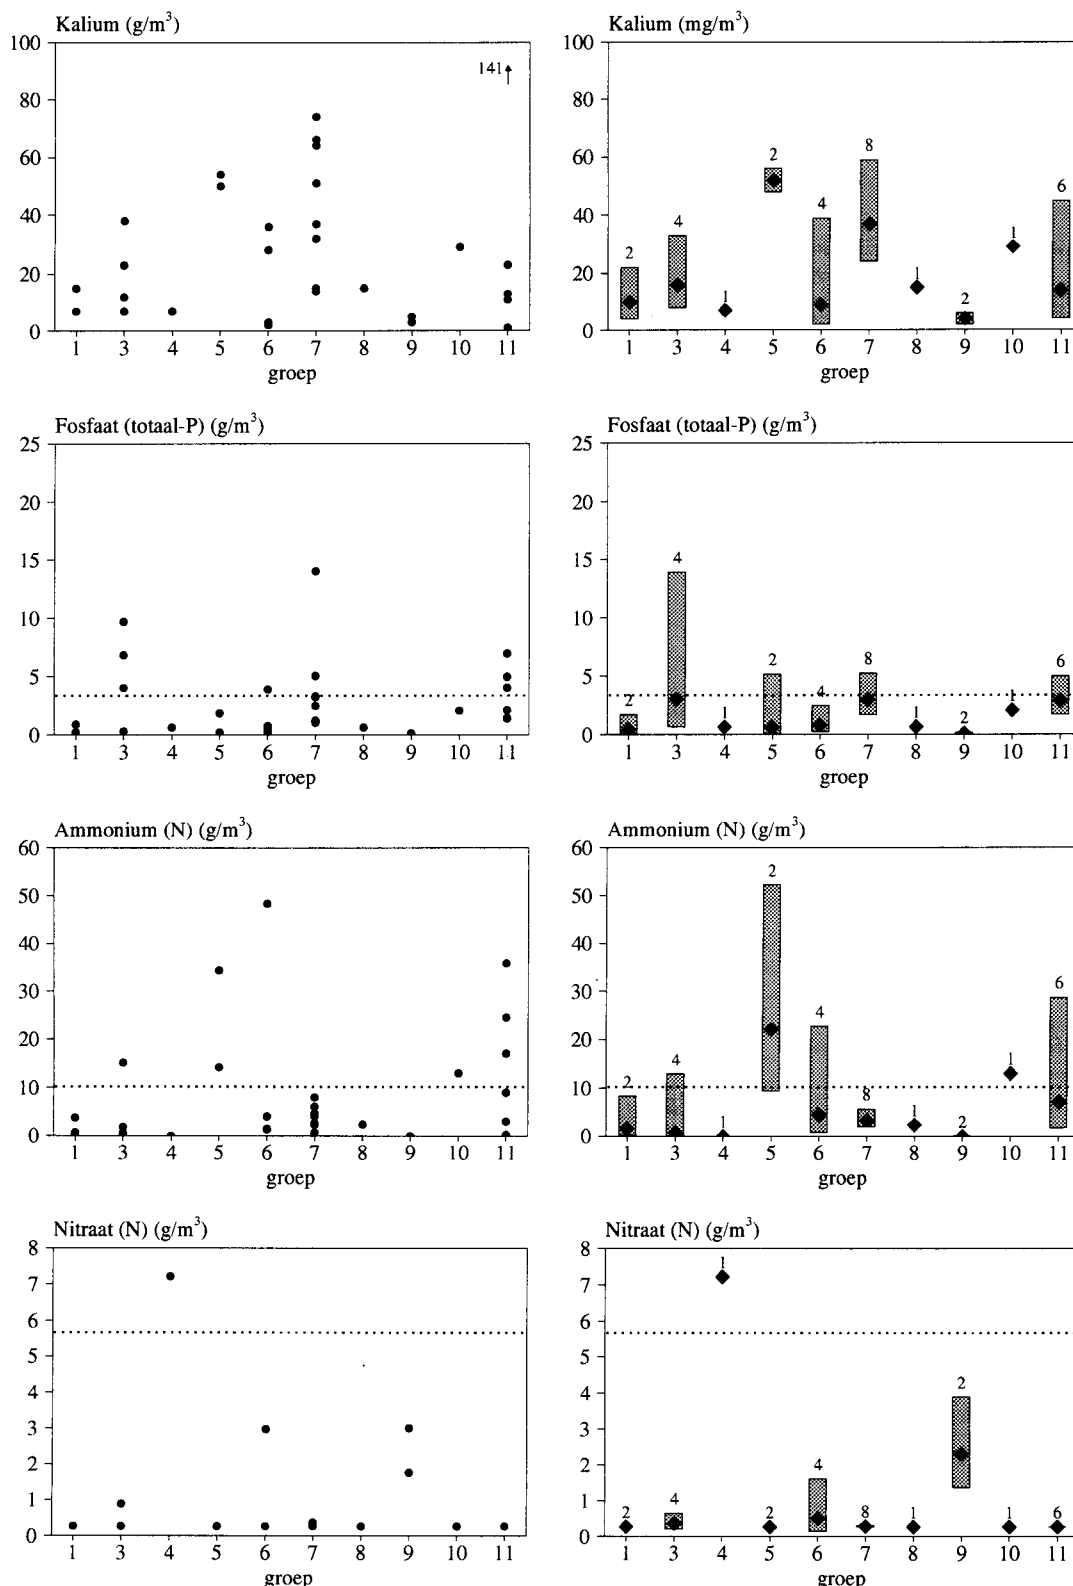 Kalium (g/m³)
100
80
60
40
20
0
141
1 3 4 5 6 7 8 9 10 11
groep
Kalium (mg/m³)
100
80
60
40
20
0
2 4 1 2 4 8 1 2 1 6
1 3 4 5 6 7 8 9 10 11
groep
Fosfaat (totaal-P) (g/m³)
25
20
15
10
5
0
1 3 4 5 6 7 8 9 10 11
groep
Fosfaat (totaal-P) (g/m³)
25
20
15
10
5
0
2 4 1 2 4 8 1 2 1 6
1 3 4 5 6 7 8 9 10 11
groep
Ammonium (N) (g/m³)
60
50
40
30
20
10
0
1 3 4 5 6 7 8 9 10 11
groep
Ammonium (N) (g/m³)
60
50
40
30
20
10
0
2 4 1 2 4 8 1 2 1 6
1 3 4 5 6 7 8 9 10 11
groep
Nitraat (N) (g/m³)
8
7
6
5
4
3
2
1
0
1 3 4 5 6 7 8 9 10 11
groep
Nitraat (N) (g/m³)
8
7
6
5
4
3
2
1
0
2 4 1 2 4 8 1 2 1 6
1 3 4 5 6 7 8 9 10 11
groep